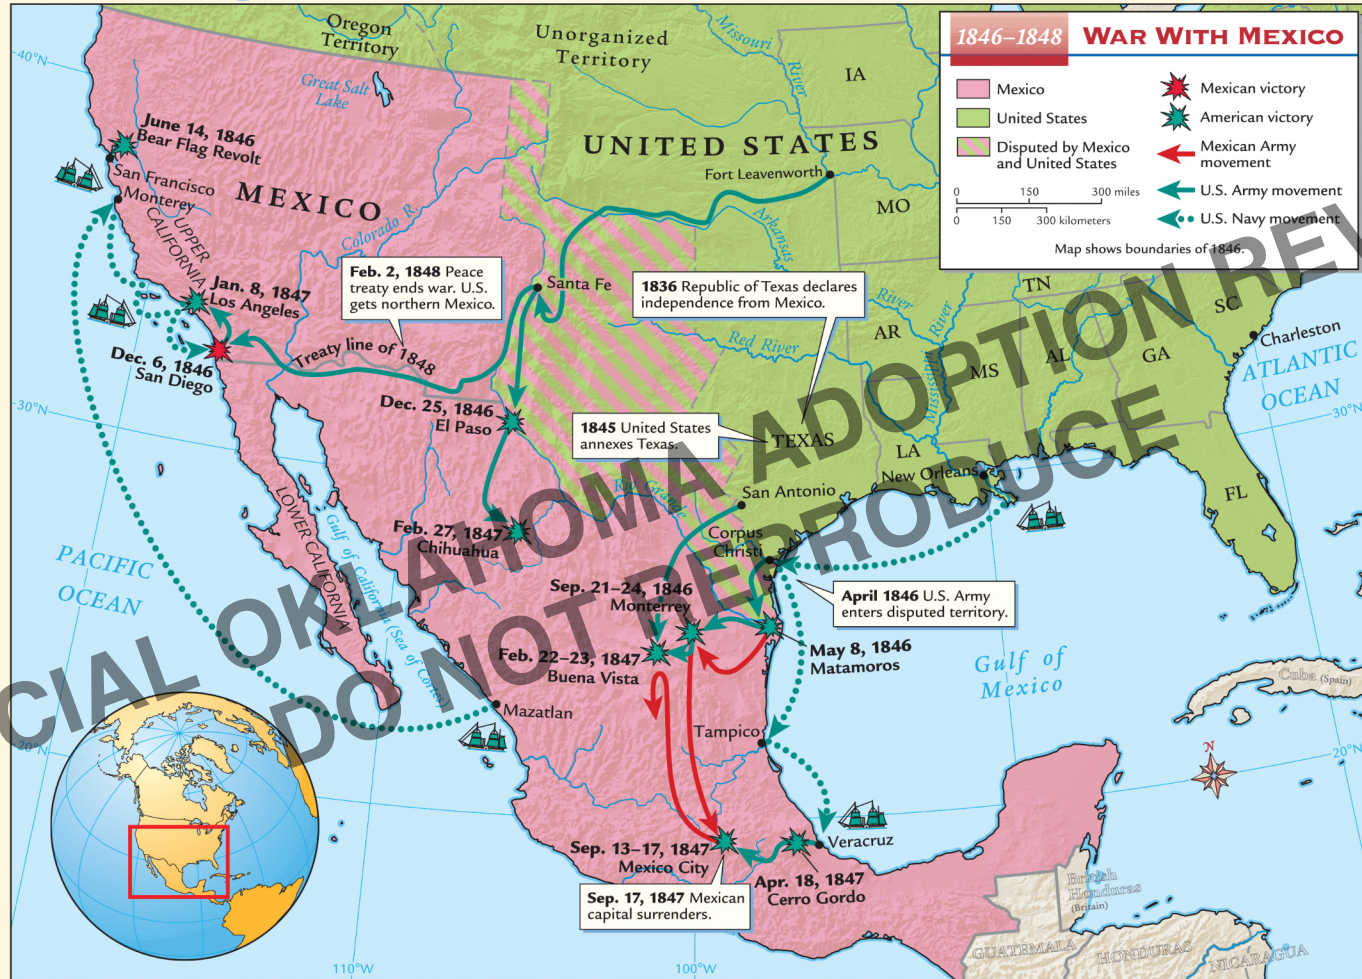 1846–1848 WAR WITH MEXICO
Mexico
United States
Disputed by Mexico
and United States
0 150 300 miles
0 150 300 kilometers
Mexican victory
American victory
Mexican Army
movement
U.S. Army movement
U.S. Navy movement
Map shows boundaries of 1846.
40°N
Oregon
Territory
Unorganized
Territory
Missouri
River
IA
Great Salt
Lake
UNITED STATES
Fort Leavenworth
MO
June 14, 1846
Bear Flag Revolt
San Francisco
Monterey
MEXICO
UPPER
CALIFORNIA
Colorado R.
Arkansas
River
Feb. 2, 1848 Peace
treaty ends war. U.S.
gets northern Mexico.
Santa Fe
1836 Republic of Texas declares
independence from Mexico.
TN
SC
Charleston
Jan. 8, 1847
Los Angeles
Red River
AR
Mississippi
River
MS
AL
GA
ATLANTIC
OCEAN
Treaty line of 1848
Dec. 6, 1846
San Diego
30°N
30°N
Dec. 25, 1846
El Paso
1845 United States
annexes Texas.
TEXAS
LA
New Orleans
FL
Rio Grande
San Antonio
Corpus
Christi
LOWER CALIFORNIA
Gulf of California (Sea of Cortés)
Feb. 27, 1847
Chihuahua
PACIFIC
OCEAN
Sep. 21–24, 1846
Monterrey
April 1846 U.S. Army
enters disputed territory.
May 8, 1846
Matamoros
Feb. 22–23, 1847
Buena Vista
Gulf of
Mexico
Cuba (Spain)
Mazatlan
Tampico
20°N
20°N
N
Sep. 13–17, 1847
Mexico City
Veracruz
Apr. 18, 1847
Cerro Gordo
Sep. 17, 1847 Mexican
capital surrenders.
British
Honduras
(Britain)
GUATEMALA
HONDURAS
NICARAGUA
110°W
100°W
CIAL OKLAHOMA ADOPTION REV
DO NOT REPRODUCE